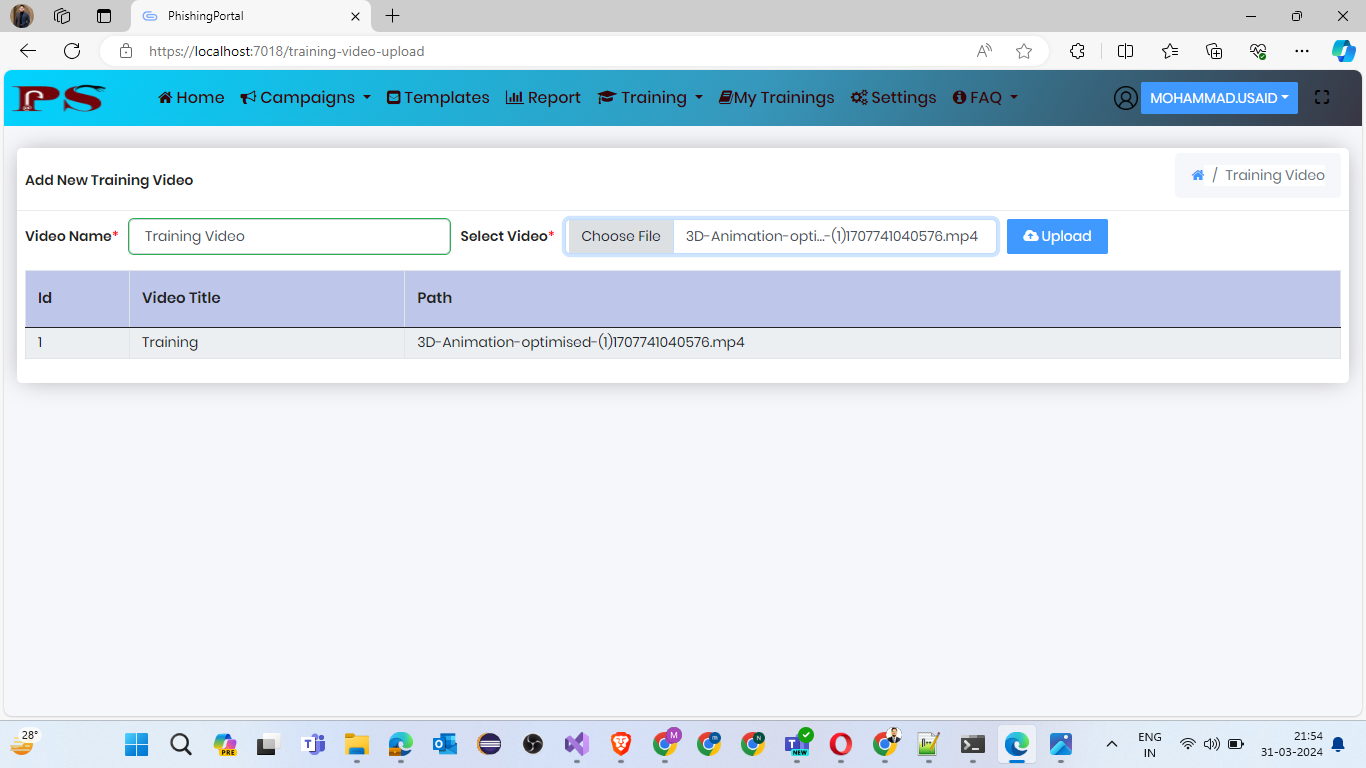 PhishingPortal
https://localhost:7018/training-video-upload
PS Home Campaigns Templates Report Training My Trainings Settings FAQ MOHAMMAD.USAID
Add New Training Video
/ Training Video
Video Name* Training Video Select Video* Choose File 3D-Animation-opti...-(1)1707741040576.mp4 Upload
Id Video Title Path
1 Training 3D-Animation-optimised-(1)1707741040576.mp4
28°
PRE
M
m
N
NEW
ENG
IN
21:54
31-03-2024